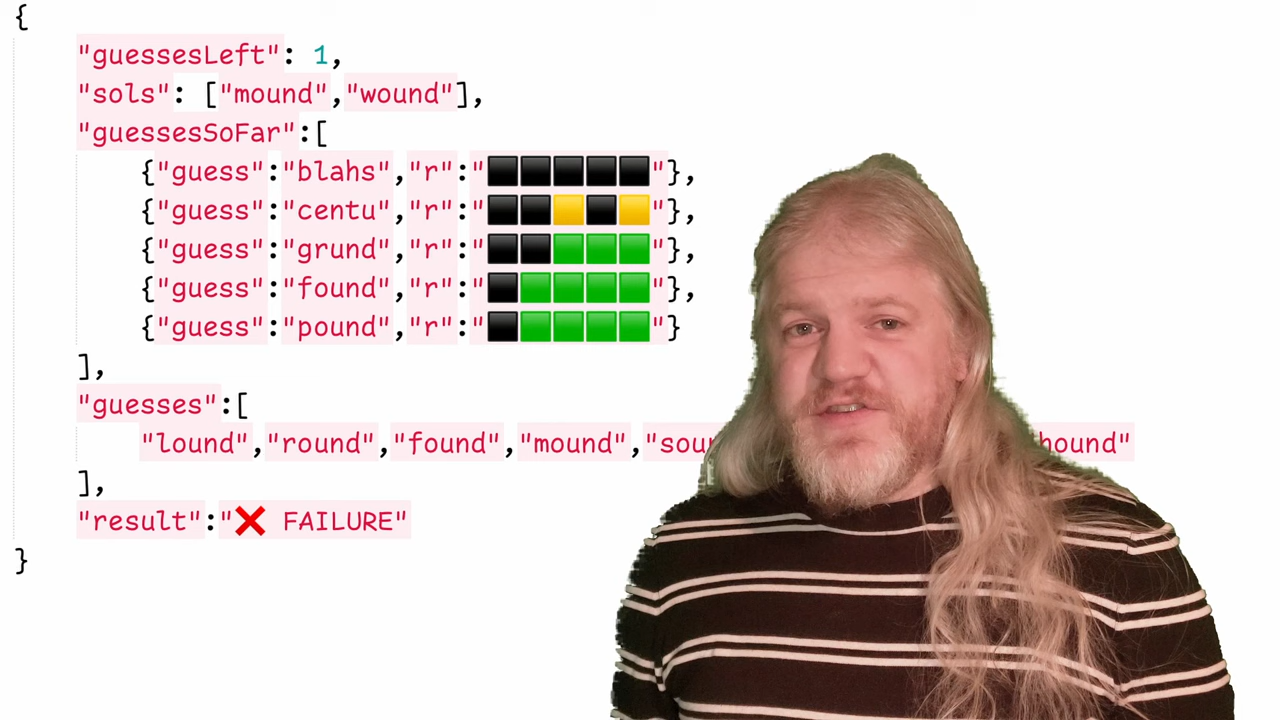 {
"guessesLeft": 1,
"sols": ["mound","wound"],
"guessesSoFar":[
{"guess":"blahs","r":"⬛⬛⬛⬛⬛"},
{"guess":"centu","r":"⬛⬛🟨⬛🟨"},
{"guess":"grund","r":"⬛⬛🟩🟩🟩"},
{"guess":"found","r":"⬛🟩🟩🟩🟩"},
{"guess":"pound","r":"⬛🟩🟩🟩🟩"}
],
"guesses":[
"lound","round","found","mound", hound"
],
"result":"❌ FAILURE"
}